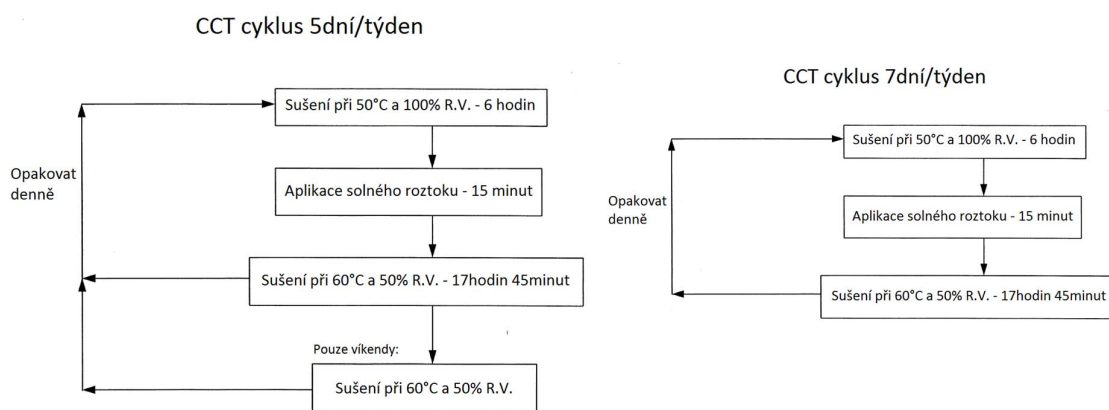 CCT cyklus 5dní/týden
Sušení při 50°C a 100% R.V. - 6 hodin
Opakovat
denně
Aplikace solného roztoku - 15 minut
Sušení při 60°C a 50% R.V. - 17hodin 45minut
Pouze víkendy:
Sušení při 60°C a 50% R.V.
CCT cyklus 7dní/týden
Sušení při 50°C a 100% R.V. - 6 hodin
Opakovat
denně
Aplikace solného roztoku - 15 minut
Sušení při 60°C a 50% R.V. - 17hodin 45minut